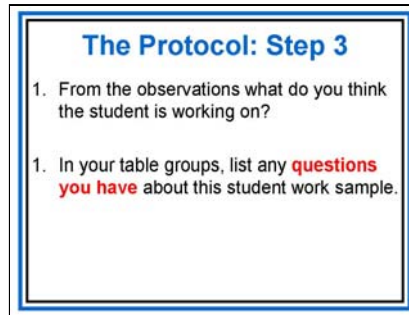 The Protocol: Step 3
1. From the observations what do you think
the student is working on?
1. In your table groups, list any questions
you have about this student work sample.